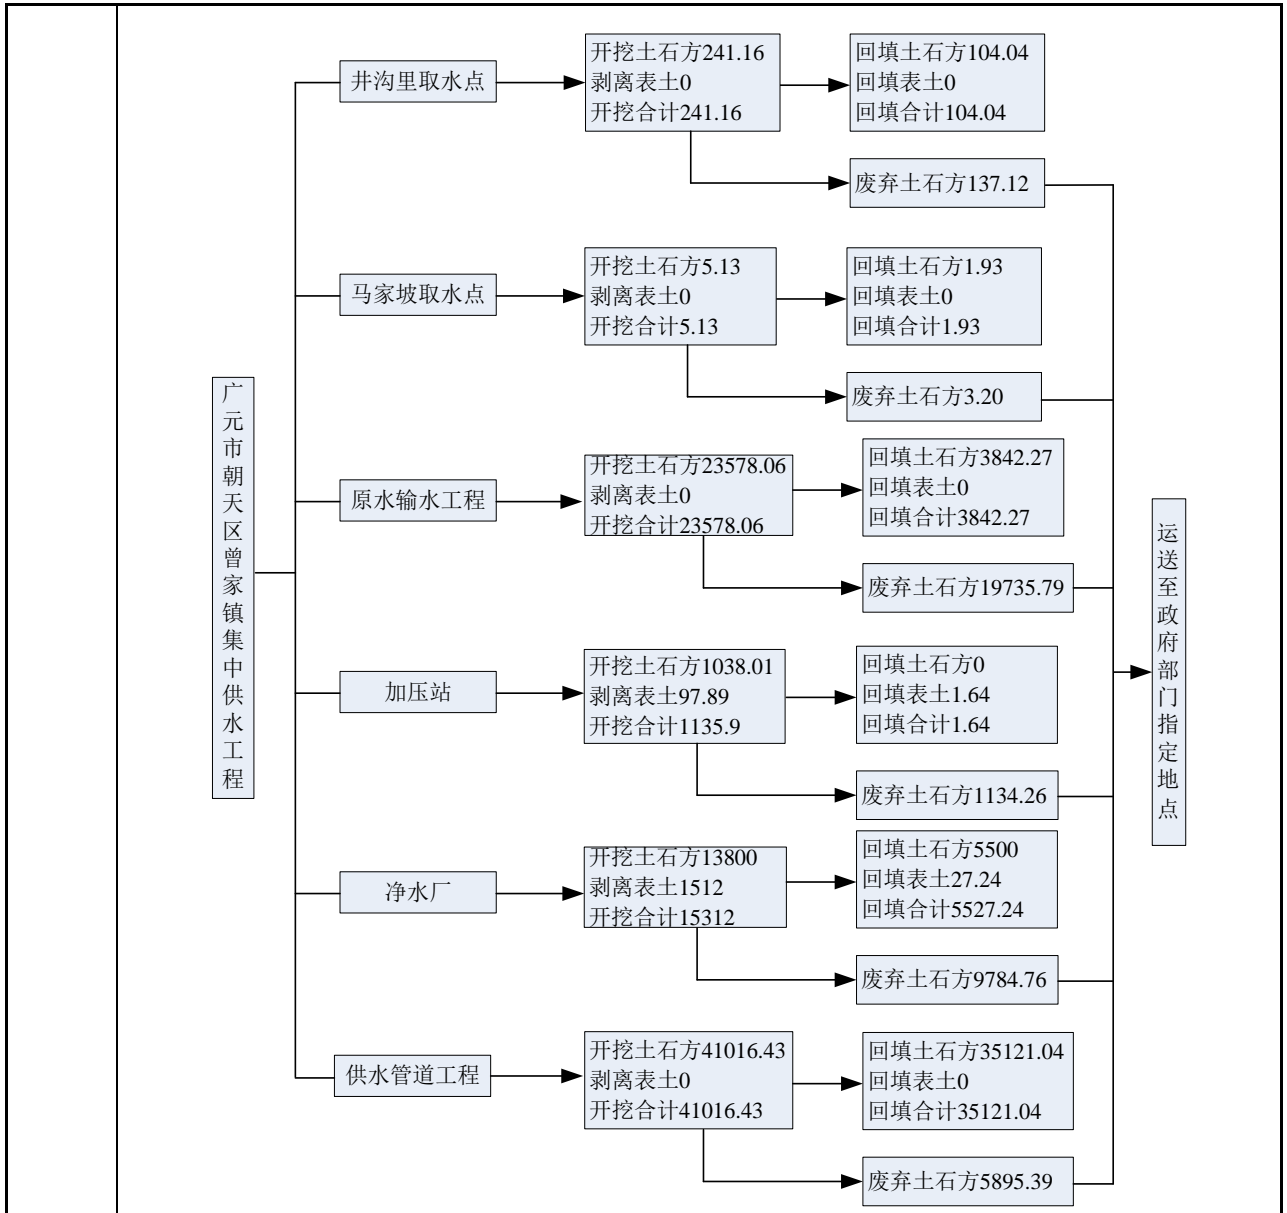 广元市朝天区曾家镇集中供水工程
井沟里取水点
开挖土石方241.16
剥离表土0
开挖合计241.16
回填土石方104.04
回填表土0
回填合计104.04
废弃土石方137.12
马家坡取水点
开挖土石方5.13
剥离表土0
开挖合计5.13
回填土石方1.93
回填表土0
回填合计1.93
废弃土石方3.20
原水输水工程
开挖土石方23578.06
剥离表土0
开挖合计23578.06
回填土石方3842.27
回填表土0
回填合计3842.27
废弃土石方19735.79
加压站
开挖土石方1038.01
剥离表土97.89
开挖合计1135.9
回填土石方0
回填表土1.64
回填合计1.64
废弃土石方1134.26
净水厂
开挖土石方13800
剥离表土1512
开挖合计15312
回填土石方5500
回填表土27.24
回填合计5527.24
废弃土石方9784.76
供水管道工程
开挖土石方41016.43
剥离表土0
开挖合计41016.43
回填土石方35121.04
回填表土0
回填合计35121.04
废弃土石方5895.39
运送至政府部门指定地点